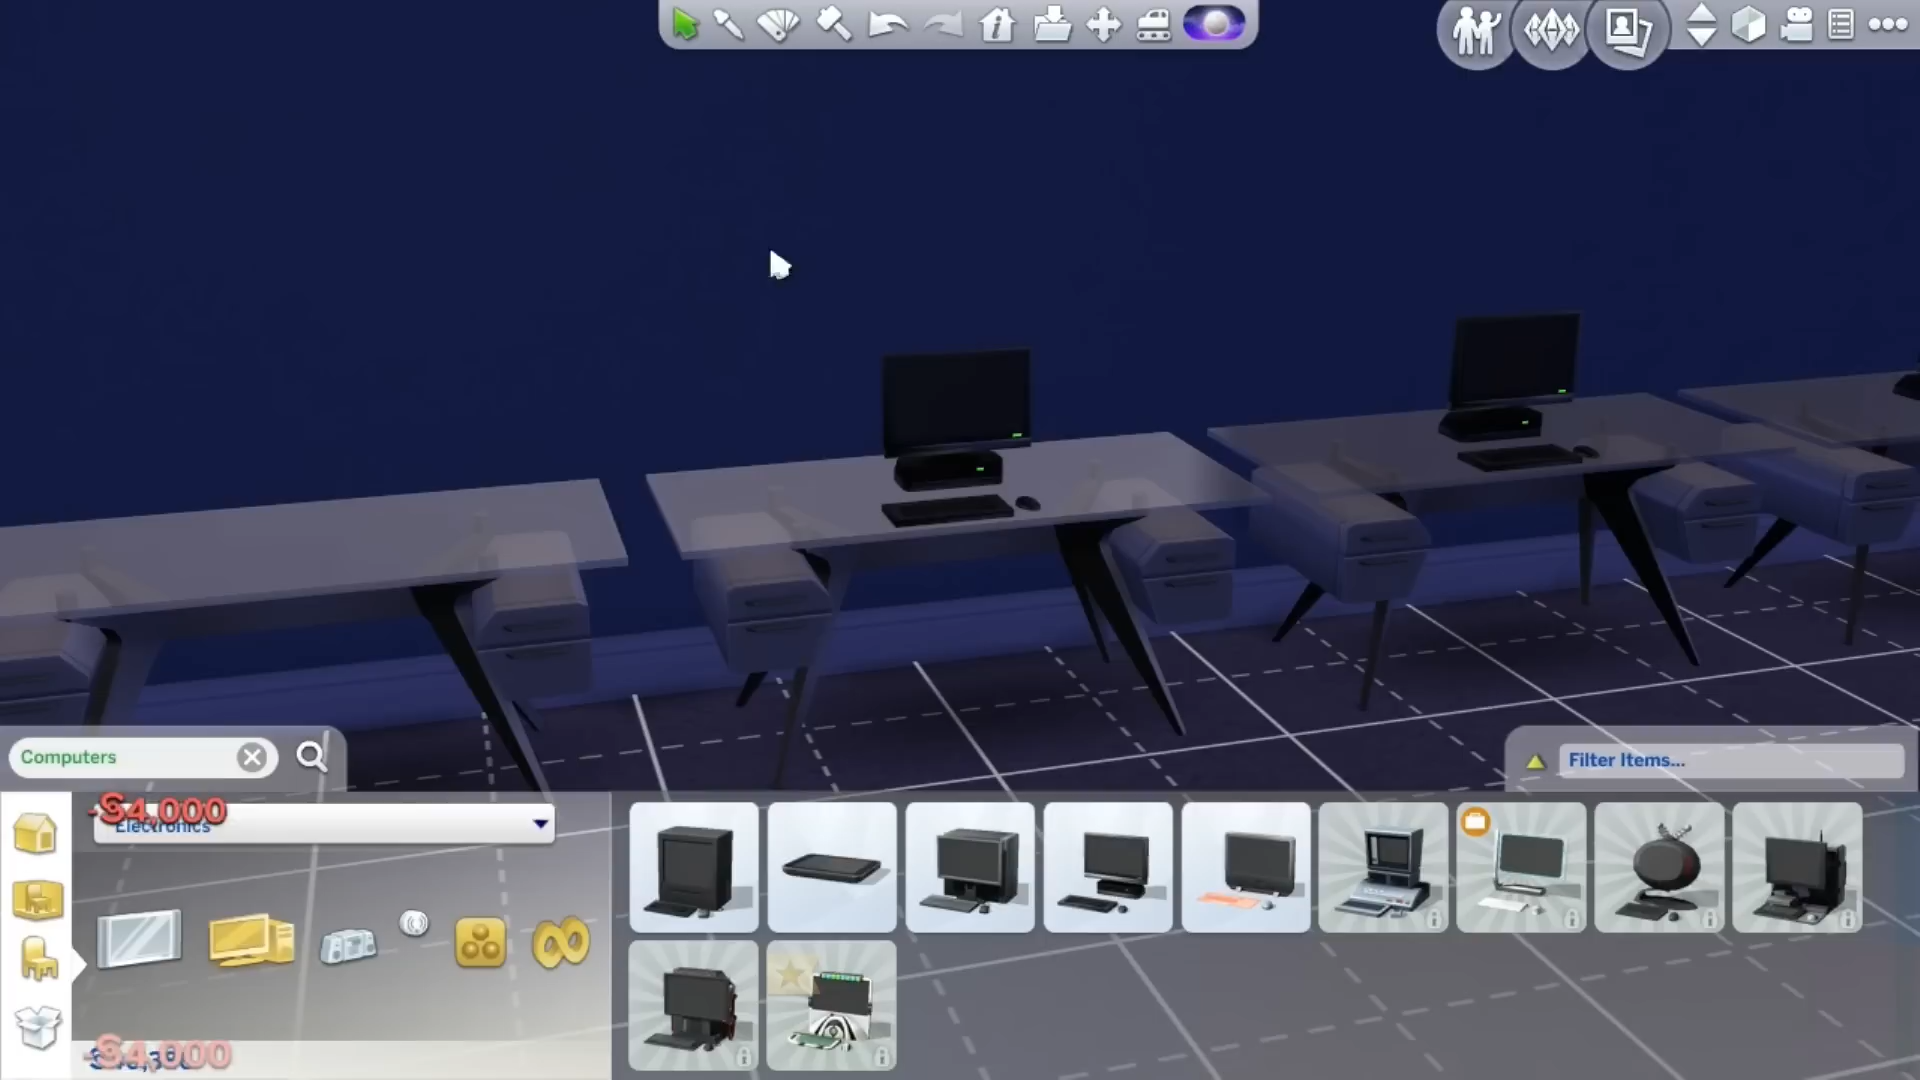 Computers
Filter Items...
-§4,000
Electronics
-§4,000